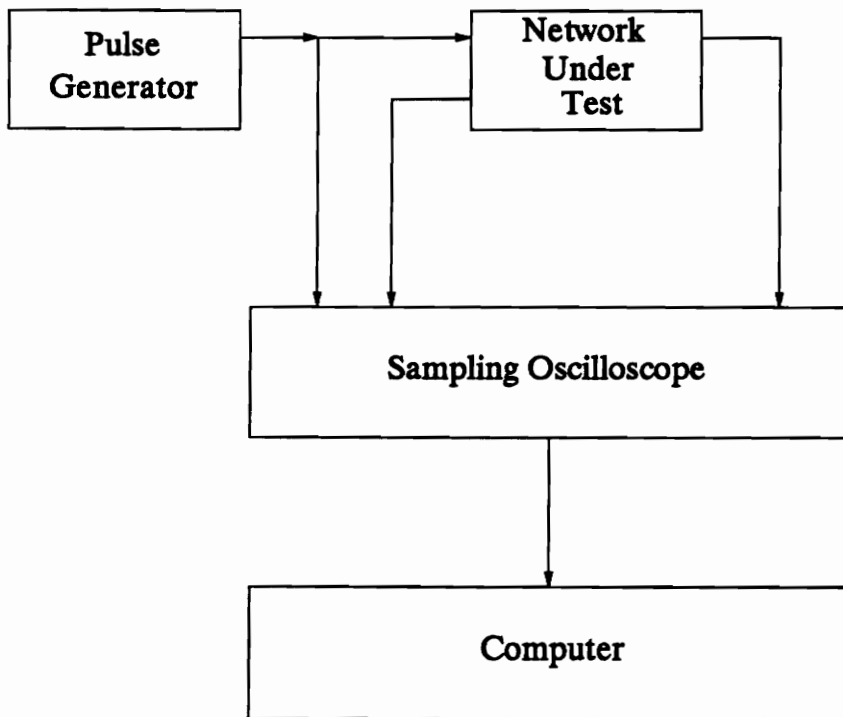 Pulse
Generator
Network
Under
Test
Sampling Oscilloscope
Computer